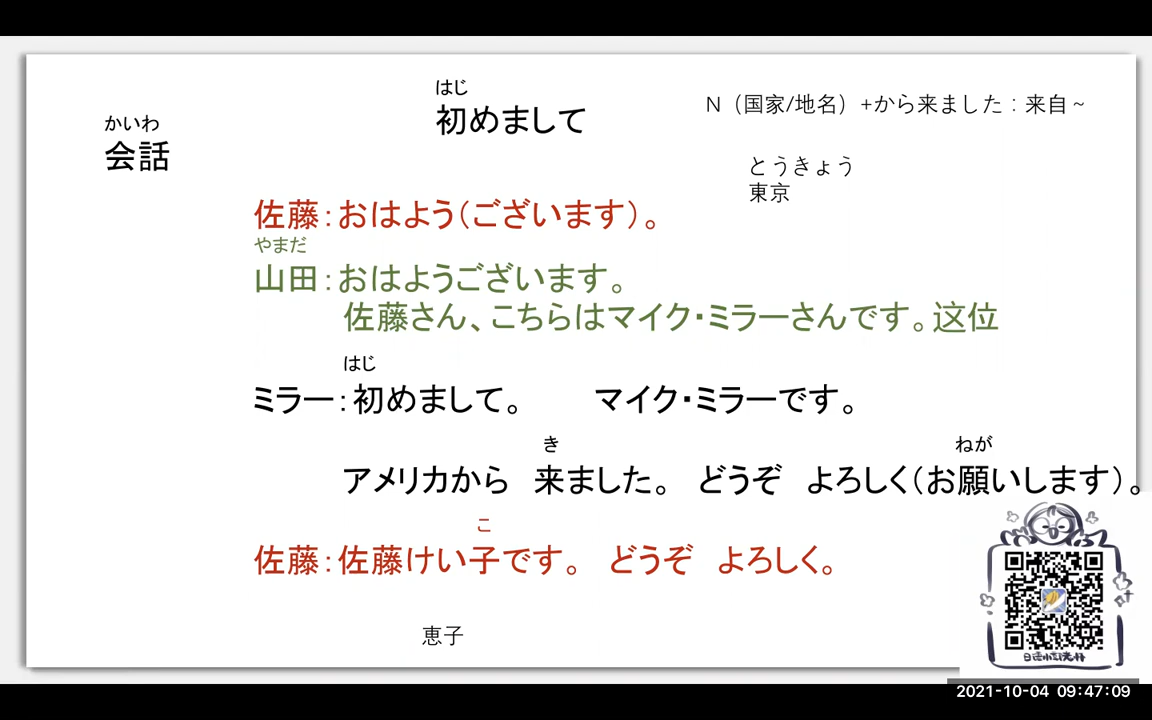 はじ
初めまして
N（国家/地名）+から来ました：来自～
かいわ
会話
とうきょう
東京
佐藤：おはよう（ございます）。
やまだ
山田：おはようございます。
佐藤さん、こちらはマイク・ミラーさんです。这位
はじ
ミラー：初めまして。 マイク・ミラーです。
き ねが
アメリカから 来ました。 どうぞ よろしく（お願いします）。
こ
佐藤：佐藤けい子です。 どうぞ よろしく。
恵子
2021-10-04 09:47:09